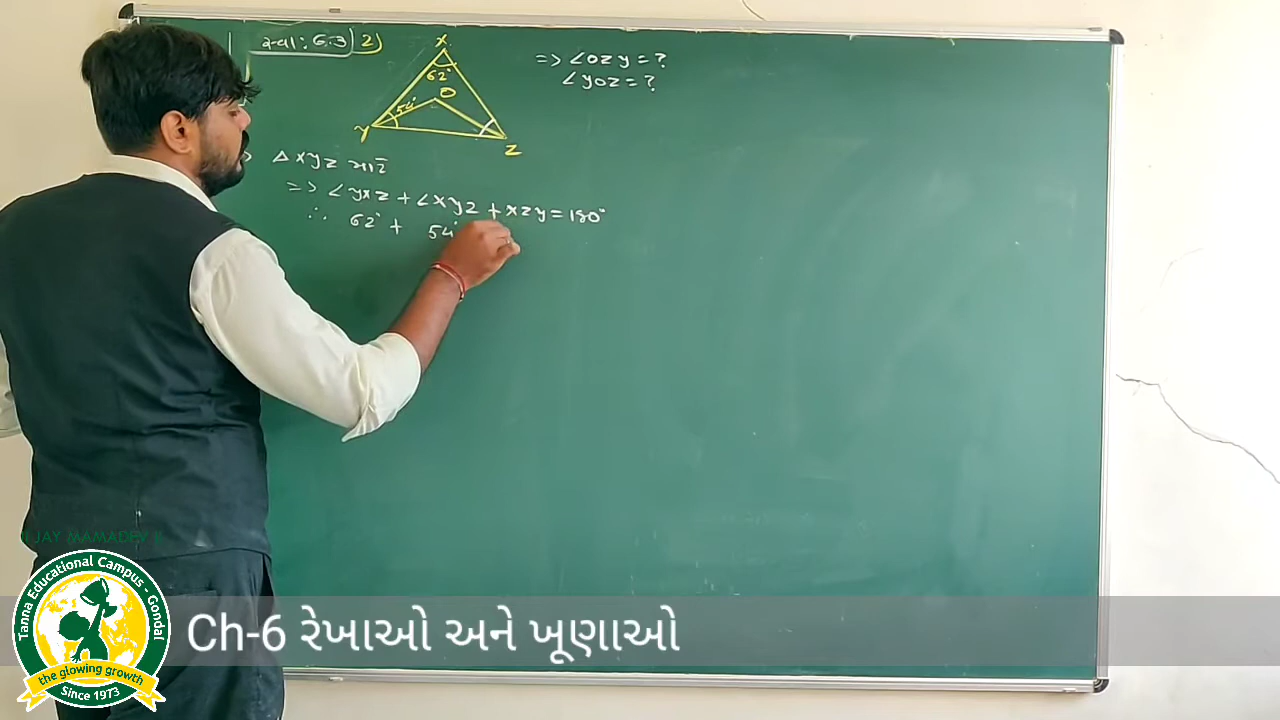 સ્વા: 6.3 2)
X
62°
54°
O
Y
Z
=> ∠OZY = ?
∠YOZ = ?
△XYZ માટે
=> ∠YXZ + ∠XYZ + XZY = 180°
∴ 62° + 54°
JAY MAMADEV
Tanna Educational Campus - Gondal
the glowing growth
Since 1973
Ch-6 રેખાઓ અને ખૂણાઓ